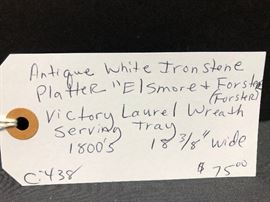 Antique White Ironstone
Platter "Elsmore & Forster
(Forster)
Victory Laurel Wreath
Serving Tray
1800's 18 3/8" wide
C-438 $75.00